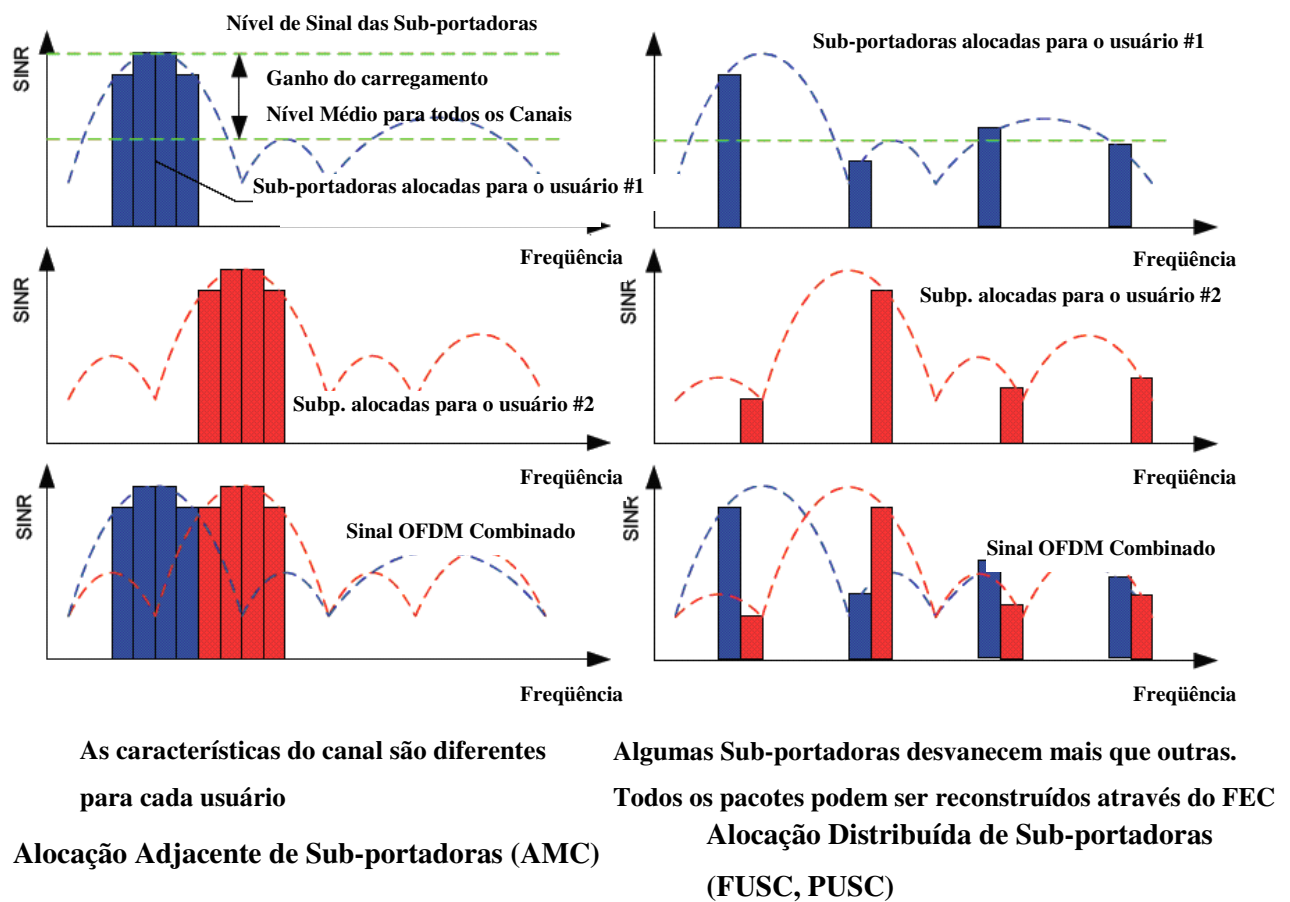 Nível de Sinal das Sub-portadoras
SINR
Ganho do carregamento
Nível Médio para todos os Canais
Sub-portadoras alocadas para o usuário #1
Freqüência
SINR
Sub-portadoras alocadas para o usuário #1
Freqüência
SINR
Subp. alocadas para o usuário #2
Freqüência
SINR
Subp. alocadas para o usuário #2
Freqüência
SINR
Sinal OFDM Combinado
Freqüência
SINR
Sinal OFDM Combinado
Freqüência
As características do canal são diferentes
para cada usuário
Alocação Adjacente de Sub-portadoras (AMC)
Algumas Sub-portadoras desvanecem mais que outras.
Todos os pacotes podem ser reconstruídos através do FEC
Alocação Distribuída de Sub-portadoras
(FUSC, PUSC)